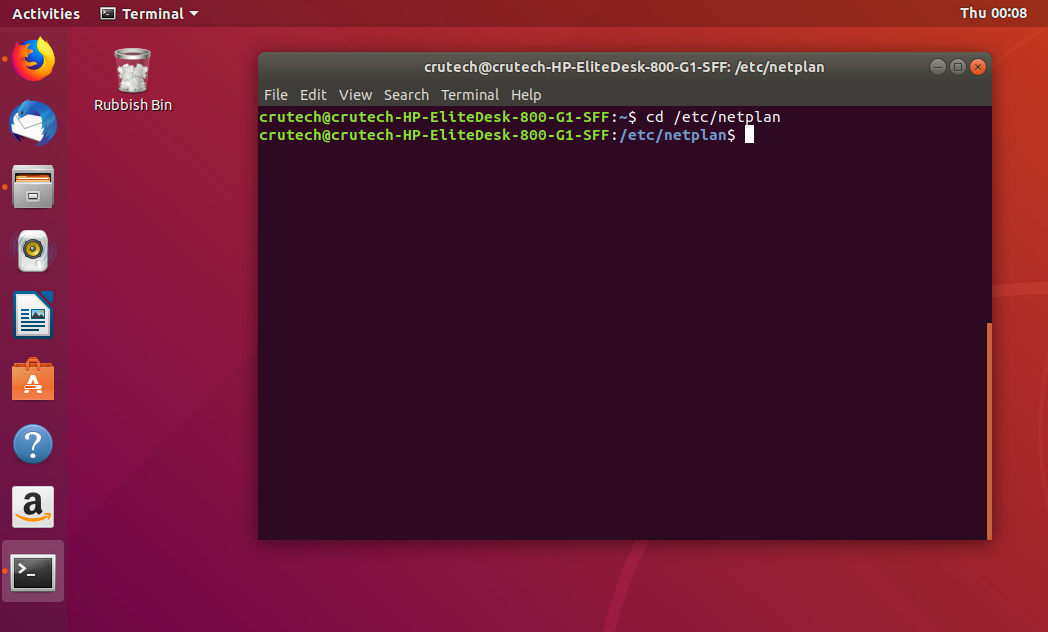 Activities Terminal Thu 00:08
Rubbish Bin
crutech@crutech-HP-EliteDesk-800-G1-SFF: /etc/netplan
File Edit View Search Terminal Help
crutech@crutech-HP-EliteDesk-800-G1-SFF:~$ cd /etc/netplan
crutech@crutech-HP-EliteDesk-800-G1-SFF:/etc/netplan$